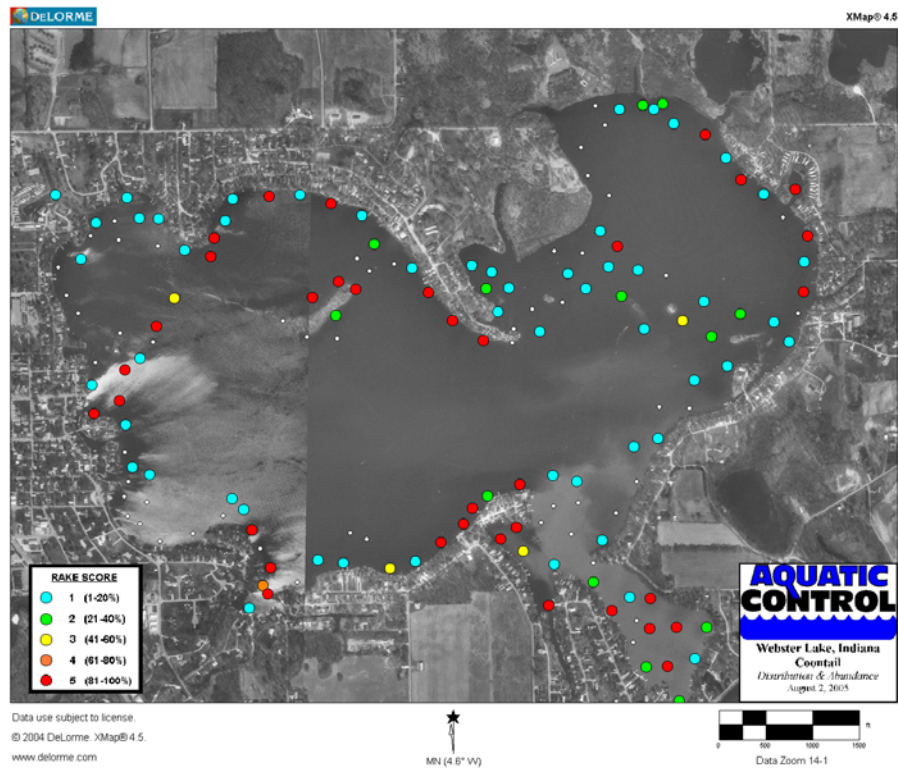 DELORME
XMap® 4.5
RAKE SCORE
1 (1-20%)
2 (21-40%)
3 (41-60%)
4 (61-80%)
5 (81-100%)
AQUATIC
CONTROL
Webster Lake, Indiana
Coontail
Distribution & Abundance
August 2, 2005
Data use subject to license.
© 2004 DeLorme. XMap® 4.5.
www.delorme.com
MN (4.6° W)
ft
0 500 1000 1500
Data Zoom 14-1